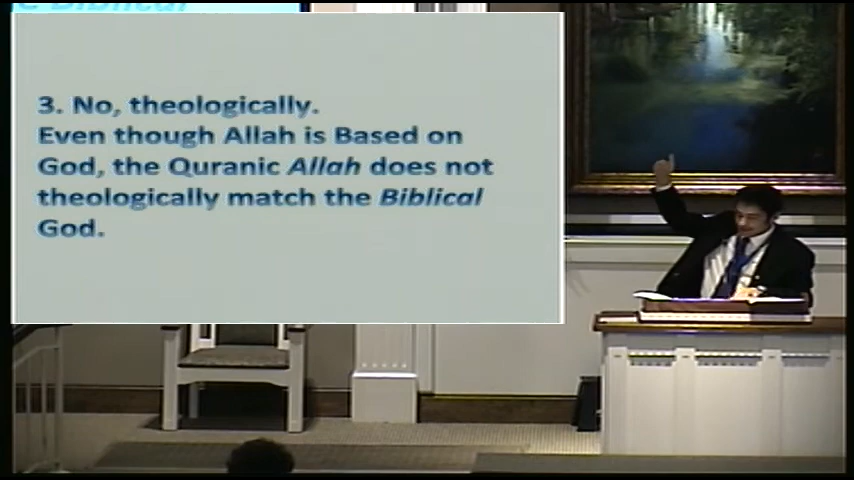 e Biblical
3. No, theologically.
Even though Allah is Based on
God, the Quranic Allah does not
theologically match the Biblical
God.